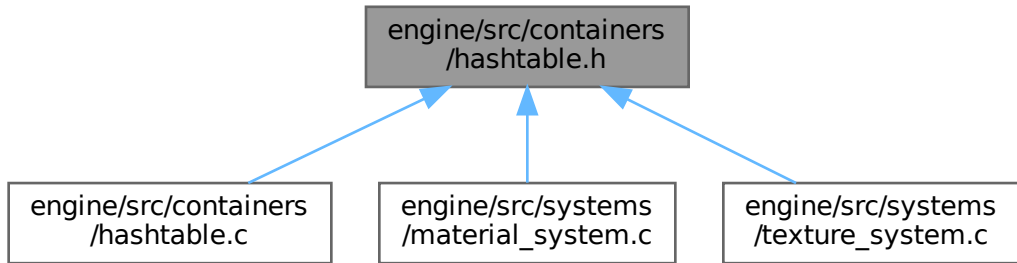 engine/src/containers
/hashtable.h
engine/src/containers
/hashtable.c
engine/src/systems
/material_system.c
engine/src/systems
/texture_system.c